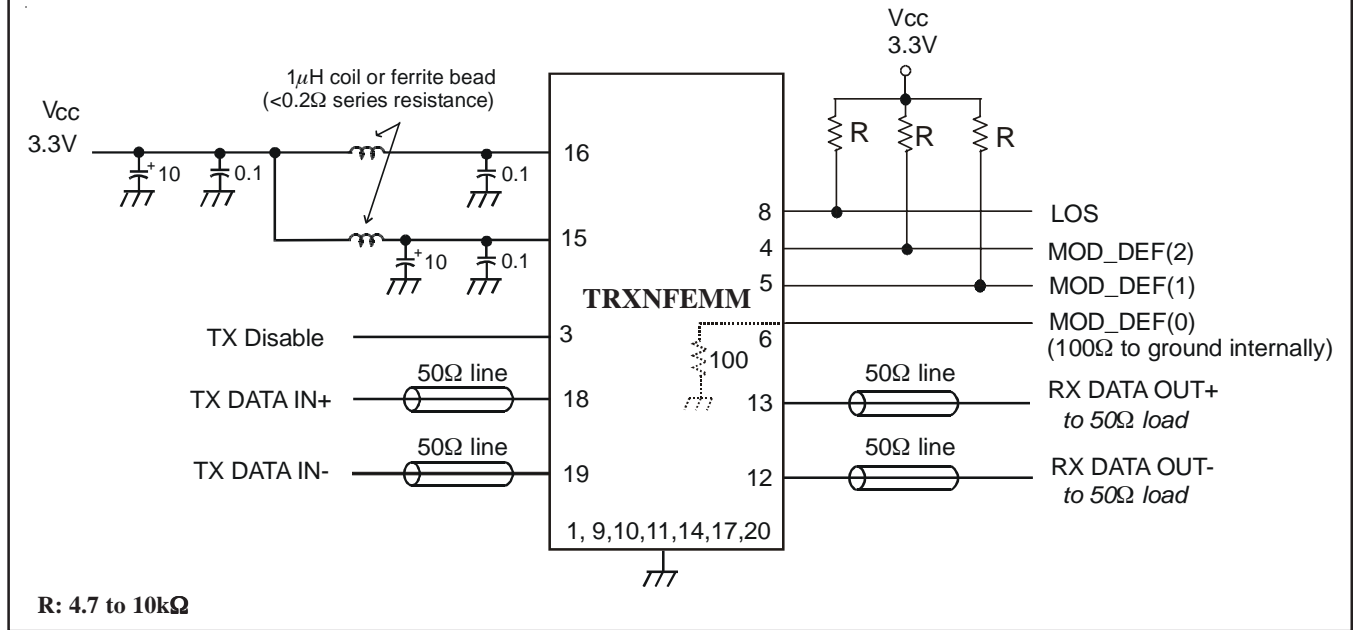 Vcc
3.3V
1μH coil or ferrite bead
(<0.2Ω series resistance)
Vcc
3.3V
R
R
R
+
10
0.1
0.1
16
8
LOS
+
10
0.1
15
4
MOD_DEF(2)
5
MOD_DEF(1)
TRXNFEMM
TX Disable
3
6
MOD_DEF(0)
(100Ω to ground internally)
100
50Ω line
TX DATA IN+
18
13
50Ω line
RX DATA OUT+
to 50Ω load
50Ω line
TX DATA IN-
19
12
50Ω line
RX DATA OUT-
to 50Ω load
1, 9,10,11,14,17,20
R: 4.7 to 10kΩ